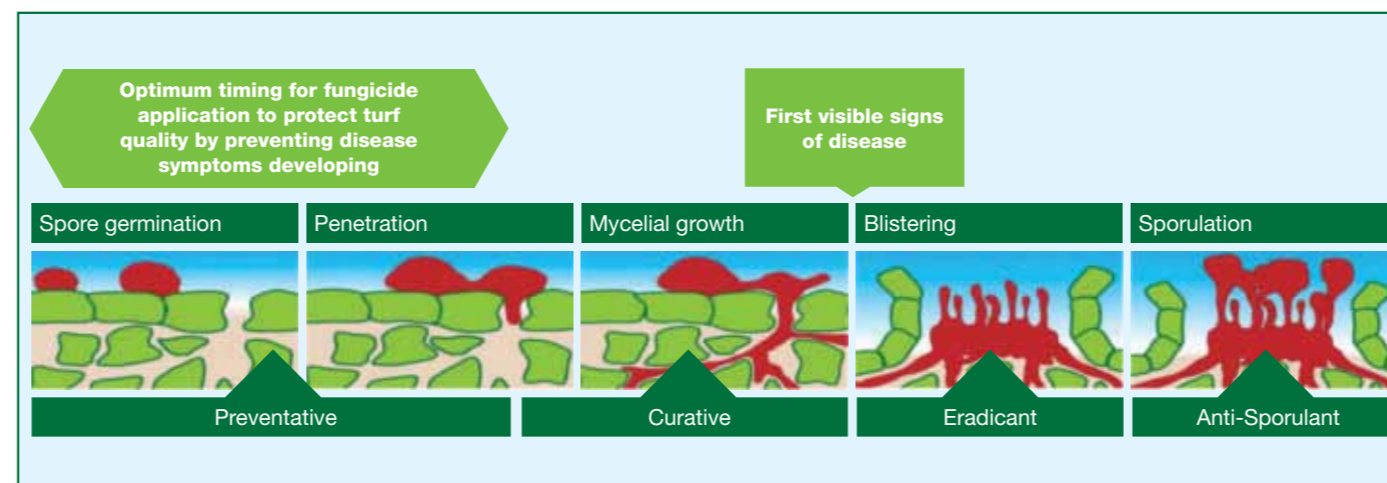 Optimum timing for fungicide
application to protect turf
quality by preventing disease
symptoms developing
First visible signs
of disease
Spore germination
Penetration
Mycelial growth
Blistering
Sporulation
Preventative
Curative
Eradicant
Anti-Sporulant